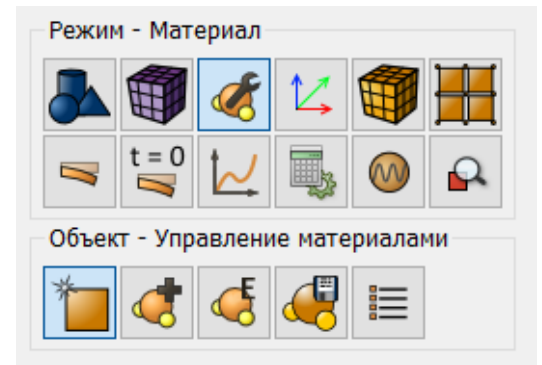 Режим - Материал
t = 0
Объект - Управление материалами
E